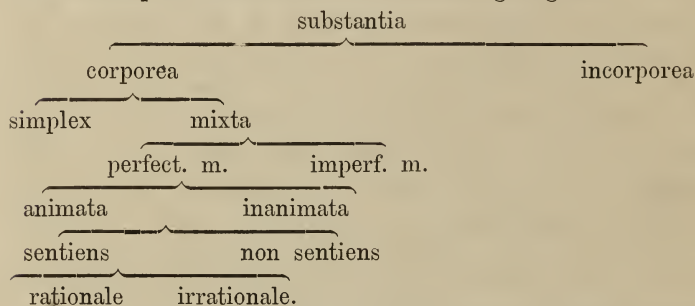 substantia
corporea incorporea
simplex mixta
perfect. m. imperf. m.
animata inanimata
sentiens non sentiens
rationale irrationale.